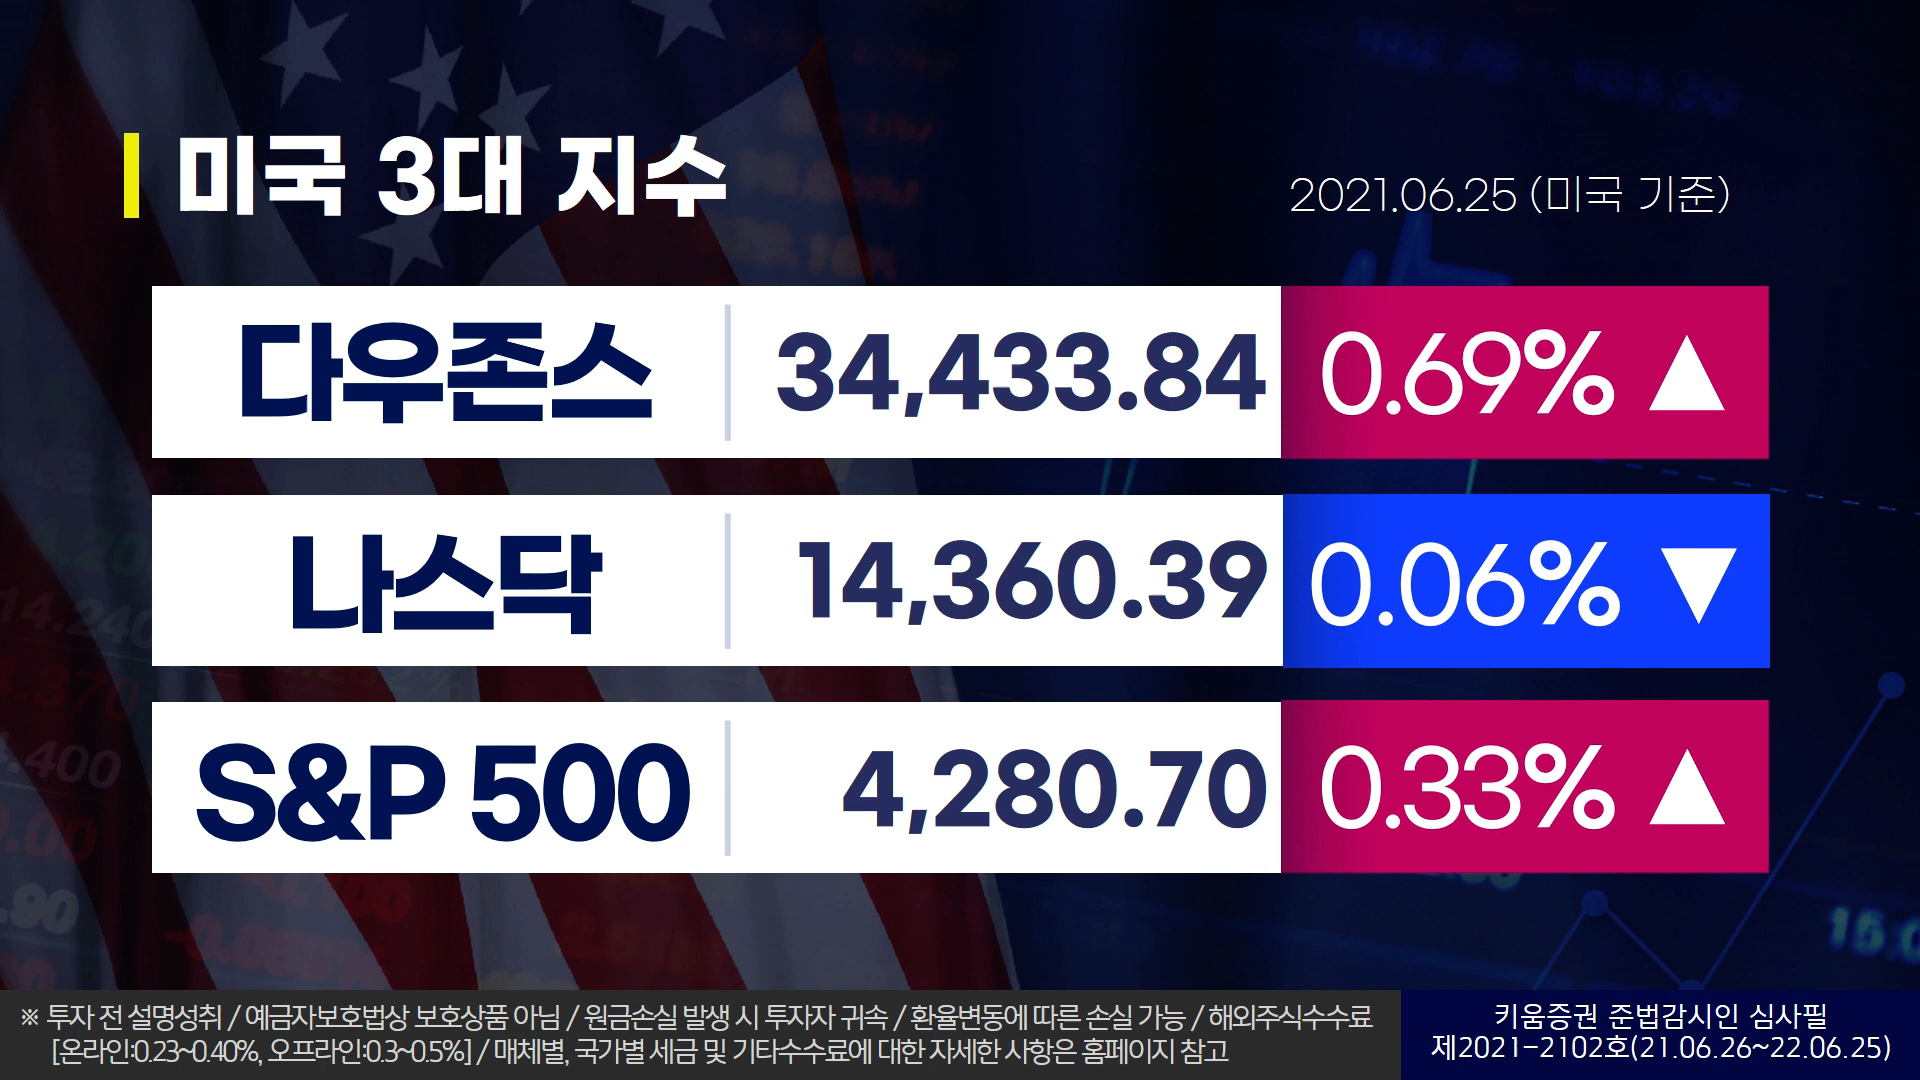 미국 3대 지수
2021.06.25 (미국 기준)
다우존스 34,433.84 0.69% ▲
나스닥 14,360.39 0.06% ▼
S&P 500 4,280.70 0.33% ▲
※ 투자 전 설명성취 / 예금자보호법상 보호상품 아님 / 원금손실 발생 시 투자자 귀속 / 환율변동에 따른 손실 가능 / 해외주식수수료
[온라인:0.23~0.40%, 오프라인:0.3~0.5%] / 매체별, 국가별 세금 및 기타수수료에 대한 자세한 사항은 홈페이지 참고
키움증권 준법감시인 심사필
제2021-2102호(21.06.26~22.06.25)